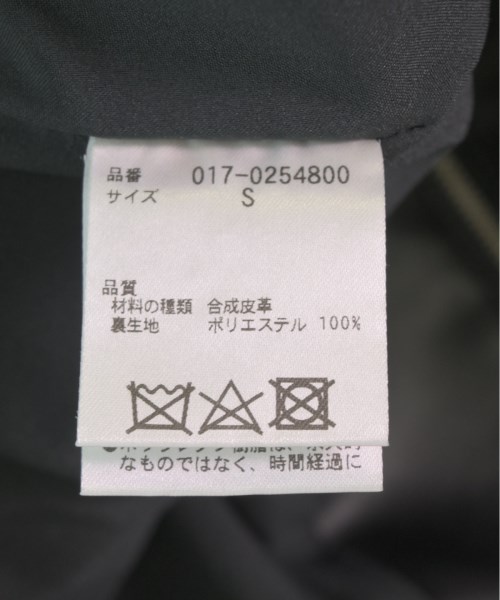 品番 017-0254800
サイズ S
品質
材料の種類 合成皮革
裏生地 ポリエステル 100%
なものではなく、時間経過に